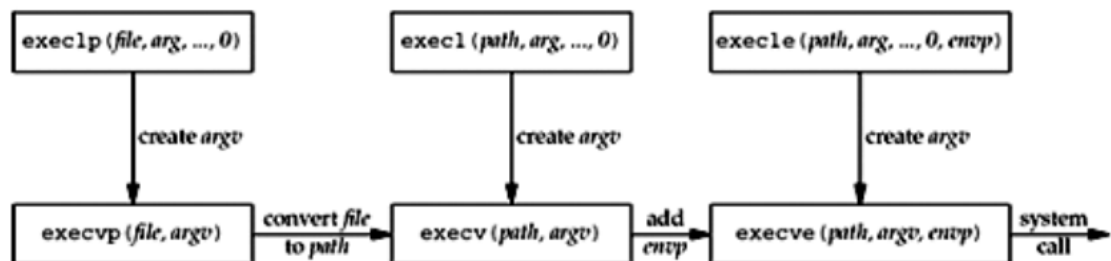 execlp(file, arg, ..., 0)
execl(path, arg, ..., 0)
execle(path, arg, ..., 0, envp)
create argv
create argv
create argv
execvp(file, argv)
convert file
to path
execv(path, argv)
add
envp
execve(path, argv, envp)
system
call